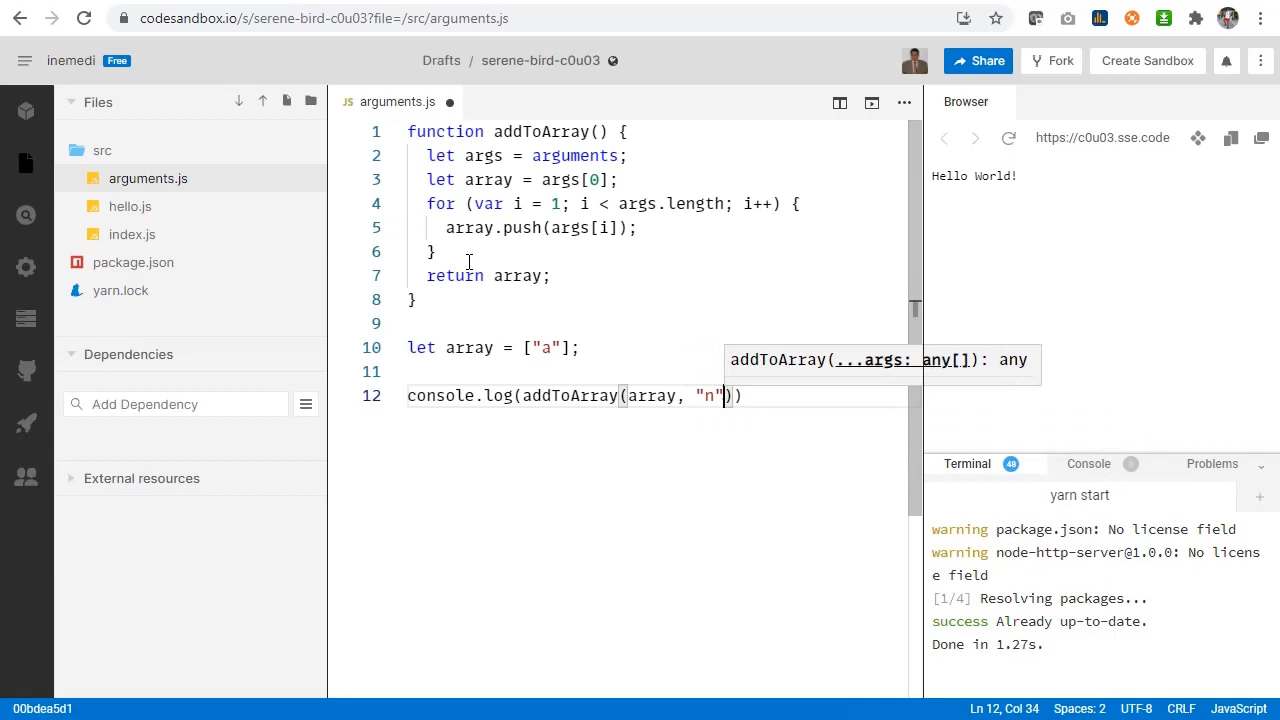 codesandbox.io/s/serene-bird-c0u03?file=/src/arguments.js
inemedi Free
Drafts / serene-bird-c0u03
Share
Fork
Create Sandbox
Files
src
arguments.js
hello.js
index.js
package.json
yarn.lock
Dependencies
Add Dependency
External resources
JS arguments.js
1 function addToArray() {
2 let args = arguments;
3 let array = args[0];
4 for (var i = 1; i < args.length; i++) {
5 array.push(args[i]);
6 }
7 return array;
8 }
9
10 let array = ["a"];
11
addToArray(...args: any[]): any
12 console.log(addToArray(array, "n"))
Browser
https://c0u03.sse.code
Hello World!
Terminal 48 Console Problems
yarn start
warning package.json: No license field
warning node-http-server@1.0.0: No licens
e field
[1/4] Resolving packages...
success Already up-to-date.
Done in 1.27s.
00bdea5d1
Ln 12, Col 34 Spaces: 2 UTF-8 CRLF JavaScript